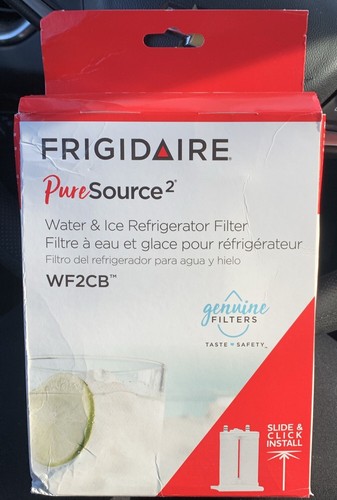 FRIGIDAIRE®
PureSource2®
Water & Ice Refrigerator Filter
Filtre à eau et glace pour réfrigérateur
Filtro del refrigerador para agua y hielo
WF2CB™
genuine
FILTERS
TASTE = SAFETY™
SLIDE &
CLICK
INSTALL